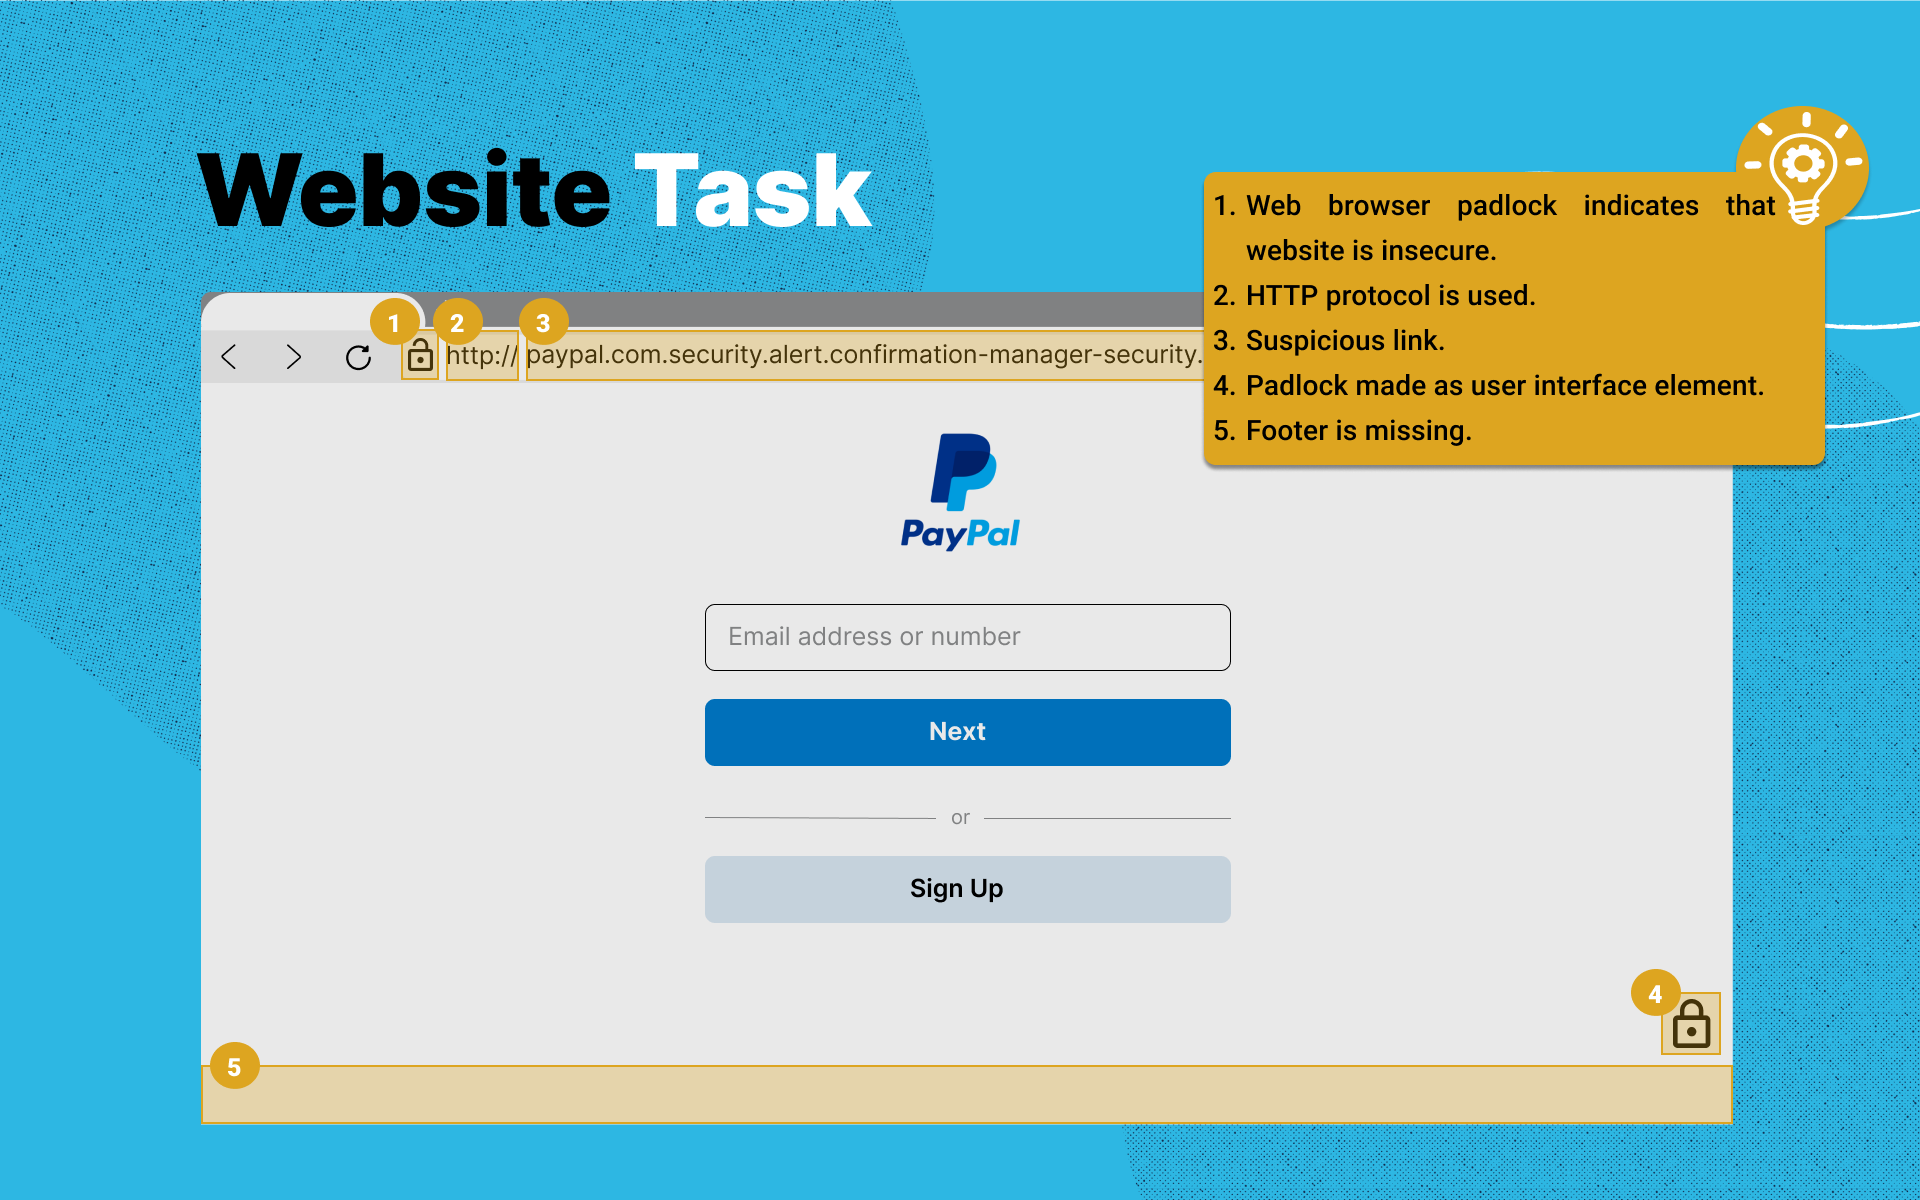 Website Task
1. Web browser padlock indicates that
website is insecure.
2. HTTP protocol is used.
3. Suspicious link.
4. Padlock made as user interface element.
5. Footer is missing.
1 2 3
http:// paypal.com.security.alert.confirmation-manager-security.
PayPal
Email address or number
Next
or
Sign Up
4
5